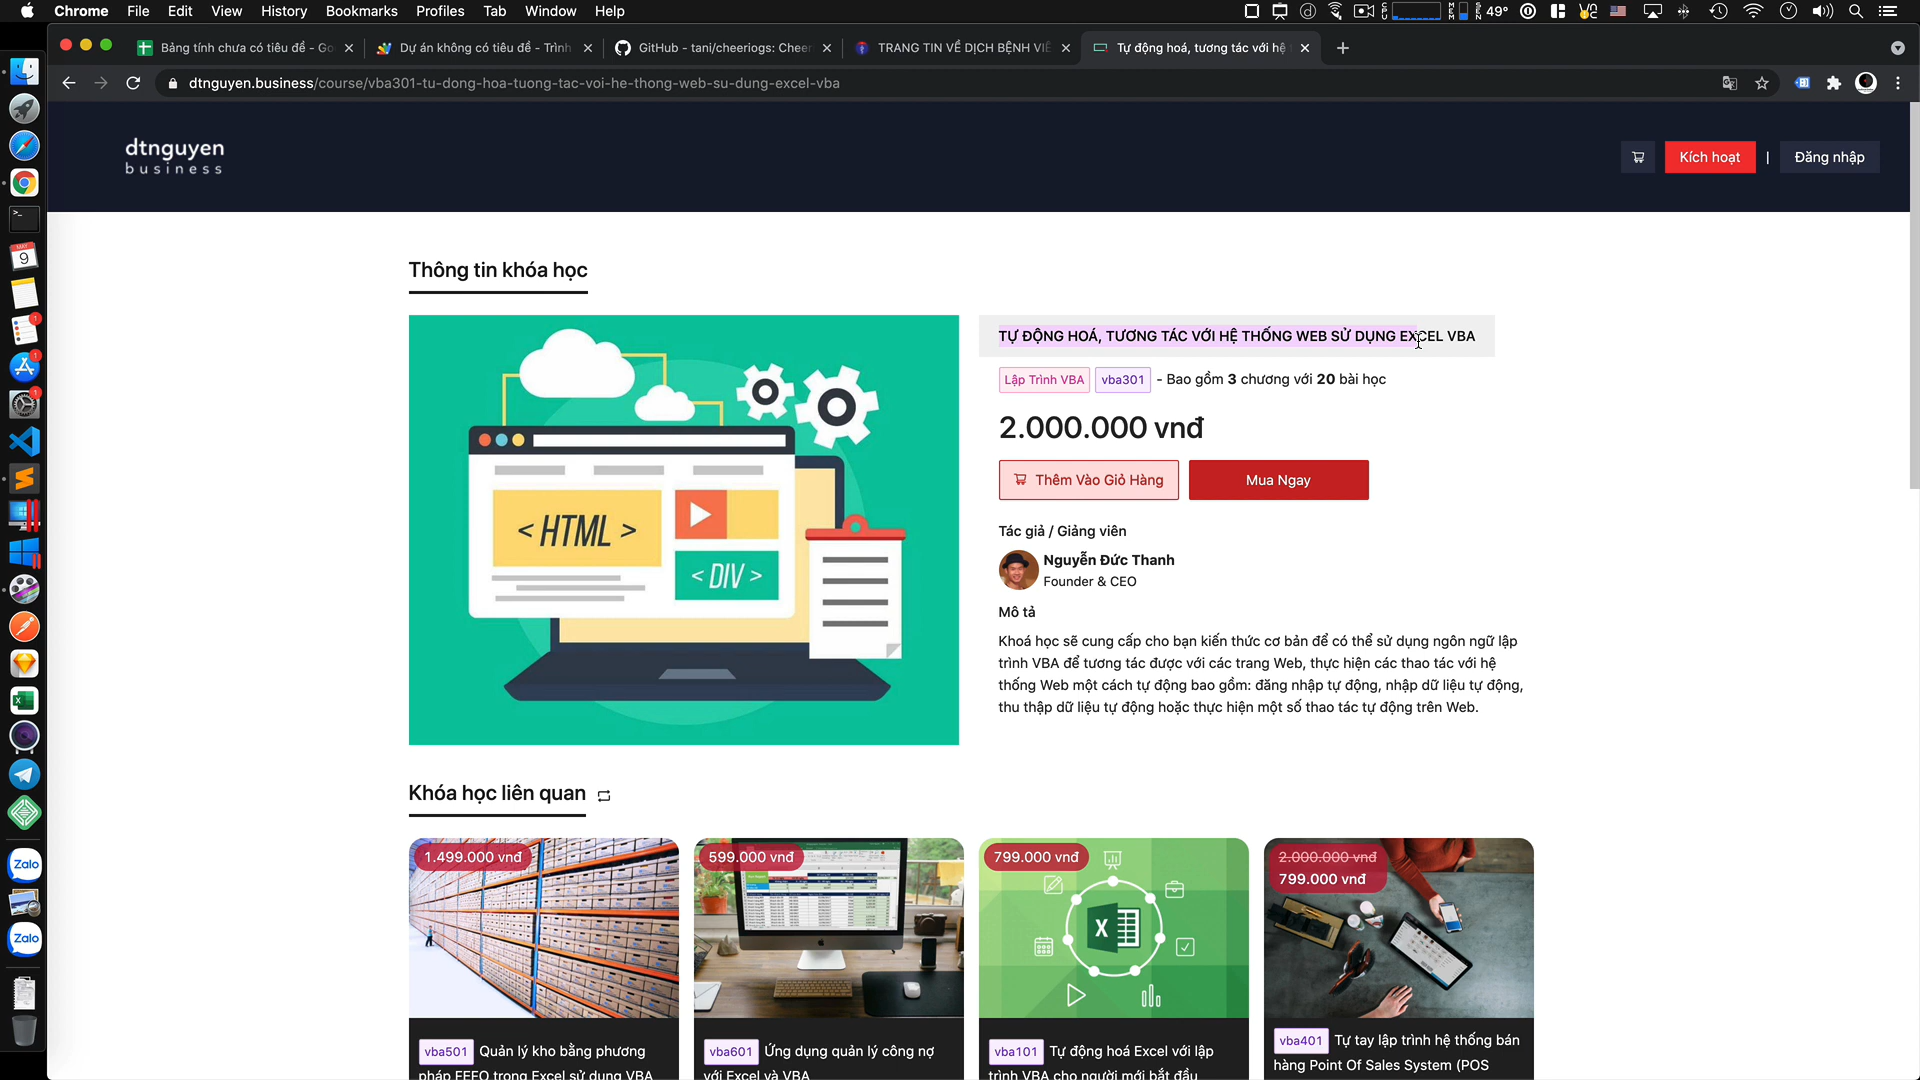 Chrome File Edit View History Bookmarks Profiles Tab Window Help
49°
Bảng tính chưa có tiêu đề - Go
Dự án không có tiêu đề - Trình
GitHub - tani/cheeriogs: Cheer
TRANG TIN VỀ DỊCH BỆNH VIÊ
Tự động hoá, tương tác với hệ
dtnguyen.business/course/vba301-tu-dong-hoa-tuong-tac-voi-he-thong-web-su-dung-excel-vba
dtnguyen
business
Kích hoạt | Đăng nhập
Thông tin khóa học
TỰ ĐỘNG HOÁ, TƯƠNG TÁC VỚI HỆ THỐNG WEB SỬ DỤNG EXCEL VBA
Lập Trình VBA vba301 - Bao gồm 3 chương với 20 bài học
2.000.000 vnđ
Thêm Vào Giỏ Hàng Mua Ngay
Tác giả / Giảng viên
Nguyễn Đức Thanh
Founder & CEO
Mô tả
Khoá học sẽ cung cấp cho bạn kiến thức cơ bản để có thể sử dụng ngôn ngữ lập
trình VBA để tương tác được với các trang Web, thực hiện các thao tác với hệ
thống Web một cách tự động bao gồm: đăng nhập tự động, nhập dữ liệu tự động,
thu thập dữ liệu tự động hoặc thực hiện một số thao tác tự động trên Web.
< HTML >
< DIV >
Khóa học liên quan
1.499.000 vnđ
vba501 Quản lý kho bằng phương
pháp FEFO trong Excel sử dụng VBA
599.000 vnđ
vba601 Ứng dụng quản lý công nợ
với Excel và VBA
799.000 vnđ
X
vba101 Tự động hoá Excel với lập
trình VBA cho người mới bắt đầu
2.000.000 vnđ
799.000 vnđ
vba401 Tự tay lập trình hệ thống bán
hàng Point Of Sales System (POS
MAY
9
1
1
1
Zalo
Zalo